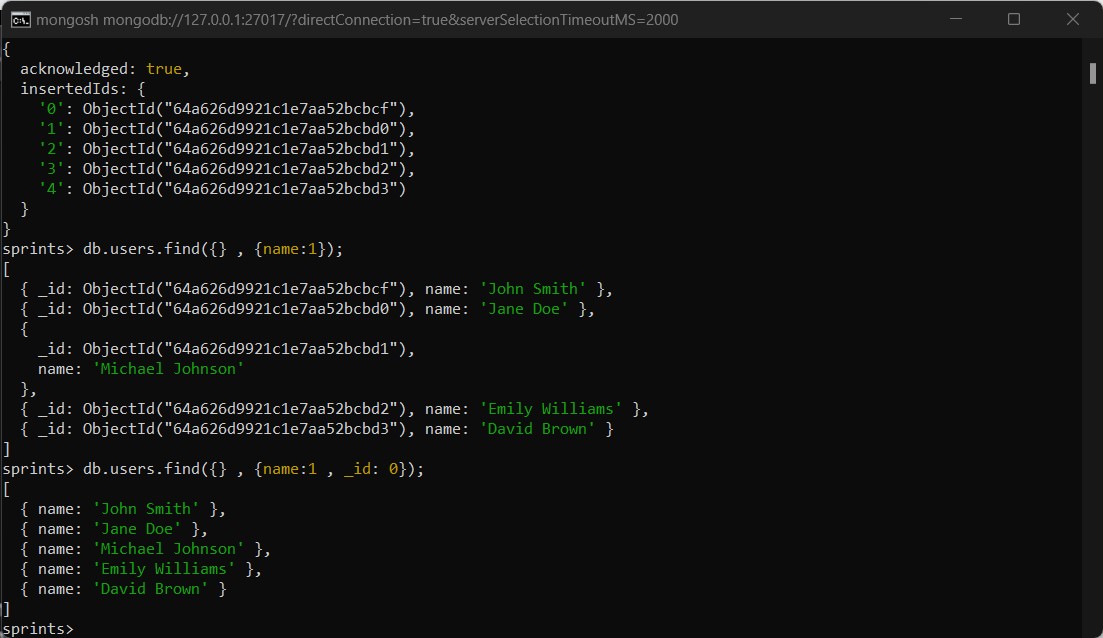 mongosh mongodb://127.0.0.1:27017/?directConnection=true&serverSelectionTimeoutMS=2000
{
  acknowledged: true,
  insertedIds: {
    '0': ObjectId("64a626d9921c1e7aa52bcbcf"),
    '1': ObjectId("64a626d9921c1e7aa52bcbd0"),
    '2': ObjectId("64a626d9921c1e7aa52bcbd1"),
    '3': ObjectId("64a626d9921c1e7aa52bcbd2"),
    '4': ObjectId("64a626d9921c1e7aa52bcbd3")
  }
}
sprints> db.users.find({} , {name:1});
[
  { _id: ObjectId("64a626d9921c1e7aa52bcbcf"), name: 'John Smith' },
  { _id: ObjectId("64a626d9921c1e7aa52bcbd0"), name: 'Jane Doe' },
  {
    _id: ObjectId("64a626d9921c1e7aa52bcbd1"),
    name: 'Michael Johnson'
  },
  { _id: ObjectId("64a626d9921c1e7aa52bcbd2"), name: 'Emily Williams' },
  { _id: ObjectId("64a626d9921c1e7aa52bcbd3"), name: 'David Brown' }
]
sprints> db.users.find({} , {name:1 , _id: 0});
[
  { name: 'John Smith' },
  { name: 'Jane Doe' },
  { name: 'Michael Johnson' },
  { name: 'Emily Williams' },
  { name: 'David Brown' }
]
sprints>